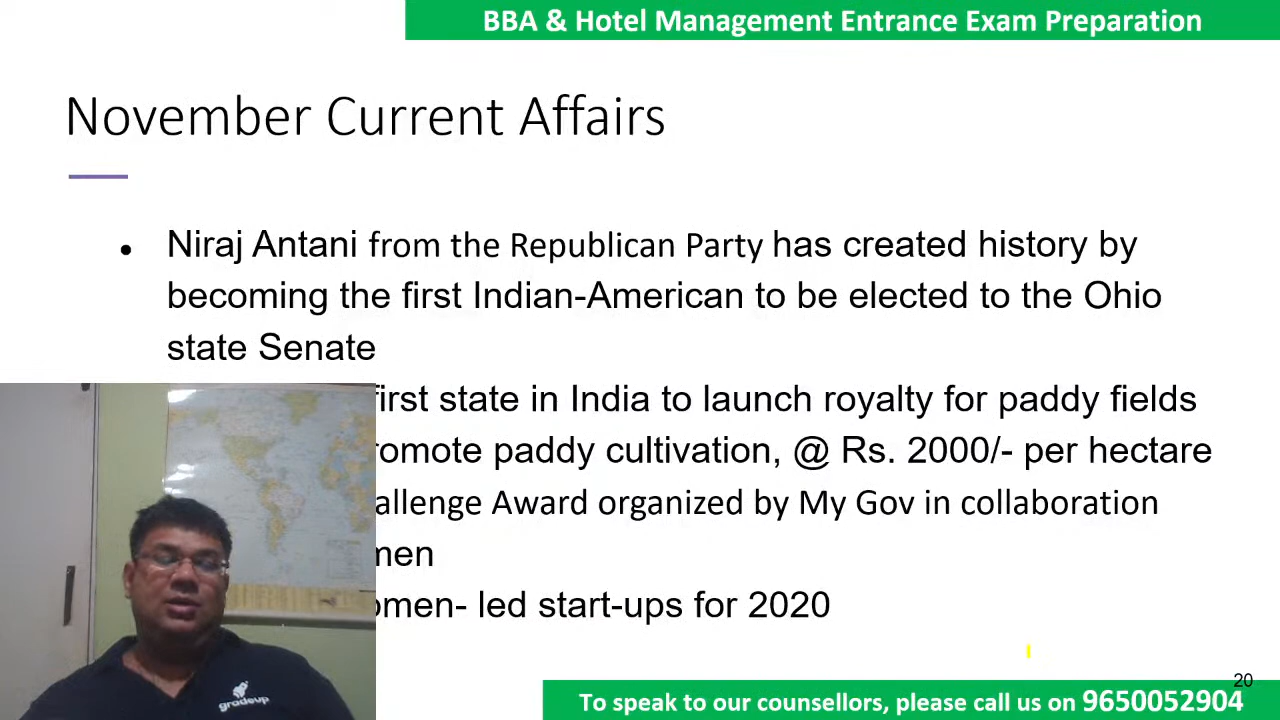 BBA & Hotel Management Entrance Exam Preparation
November Current Affairs
• Niraj Antani from the Republican Party has created history by
becoming the first Indian-American to be elected to the Ohio
state Senate
first state in India to launch royalty for paddy fields
romote paddy cultivation, @ Rs. 2000/- per hectare
allenge Award organized by My Gov in collaboration
men
omen- led start-ups for 2020
gradeup
20
To speak to our counsellors, please call us on 9650052904